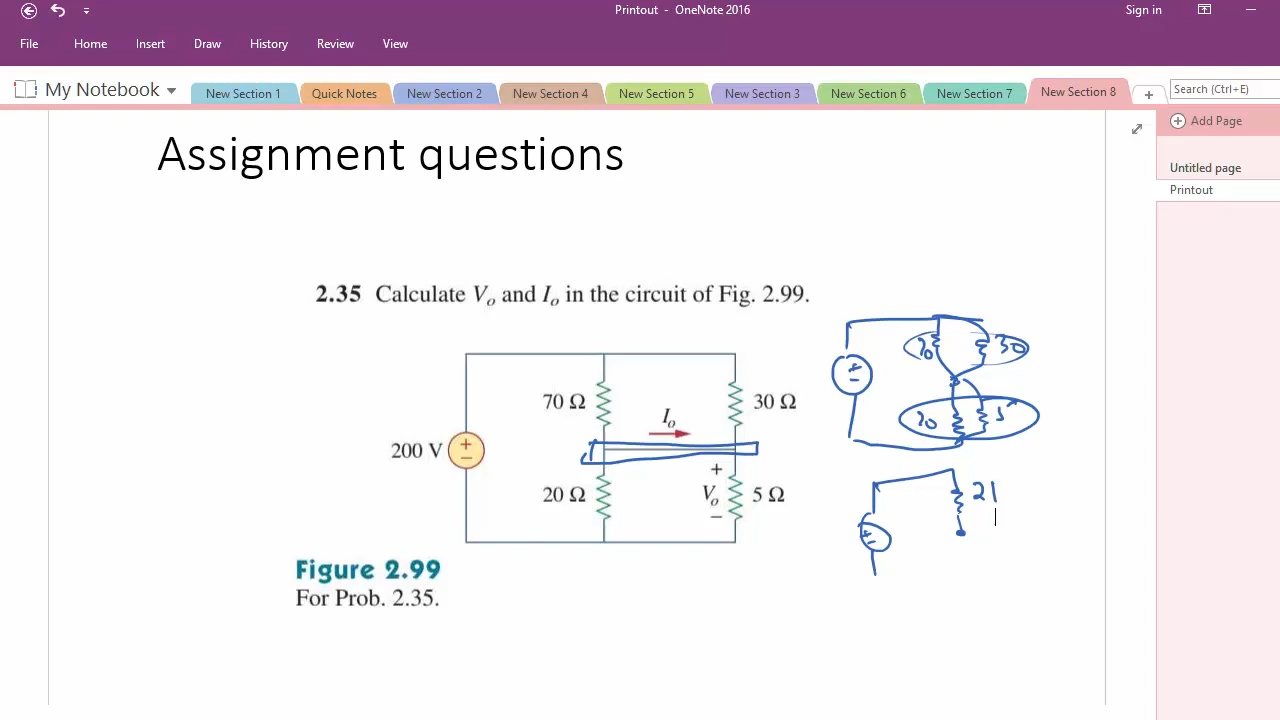 Printout - OneNote 2016
Sign in
File Home Insert Draw History Review View
My Notebook
New Section 1
Quick Notes
New Section 2
New Section 4
New Section 5
New Section 3
New Section 6
New Section 7
New Section 8
+
Search (Ctrl+E)
Add Page
Untitled page
Printout
Assignment questions
2.35 Calculate Vo and Io in the circuit of Fig. 2.99.
70 Ω
30 Ω
Io
200 V
+
−
+
20 Ω
Vo
5 Ω
−
Figure 2.99
For Prob. 2.35.
30
+
−
20
5
21
+
−